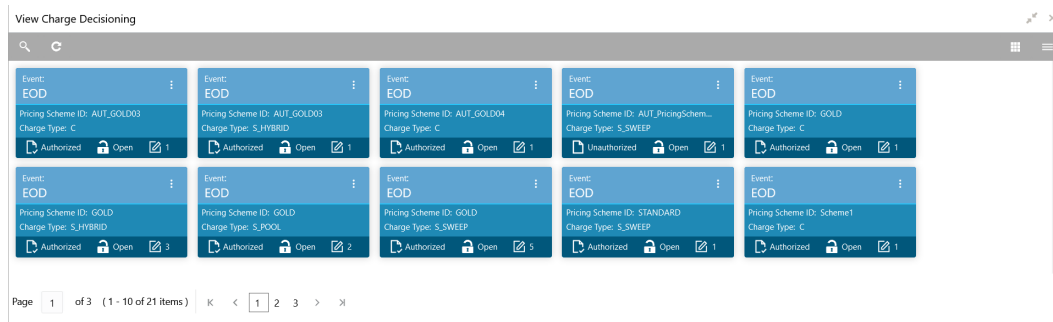 View Charge Decisioning
Event:
EOD
Pricing Scheme ID: AUT_GOLD03
Charge Type: C
Authorized Open 1
Event:
EOD
Pricing Scheme ID: AUT_GOLD03
Charge Type: S_HYBRID
Authorized Open 1
Event:
EOD
Pricing Scheme ID: AUT_GOLD04
Charge Type: C
Authorized Open 1
Event:
EOD
Pricing Scheme ID: AUT_PricingSchem...
Charge Type: S_SWEEP
Unauthorized Open 1
Event:
EOD
Pricing Scheme ID: GOLD
Charge Type: C
Authorized Open 1
Event:
EOD
Pricing Scheme ID: GOLD
Charge Type: S_HYBRID
Authorized Open 3
Event:
EOD
Pricing Scheme ID: GOLD
Charge Type: S_POOL
Authorized Open 2
Event:
EOD
Pricing Scheme ID: GOLD
Charge Type: S_SWEEP
Authorized Open 5
Event:
EOD
Pricing Scheme ID: STANDARD
Charge Type: S_SWEEP
Authorized Open 1
Event:
EOD
Pricing Scheme ID: Scheme1
Charge Type: C
Authorized Open 1
Page 1 of 3 (1 - 10 of 21 items) 1 2 3